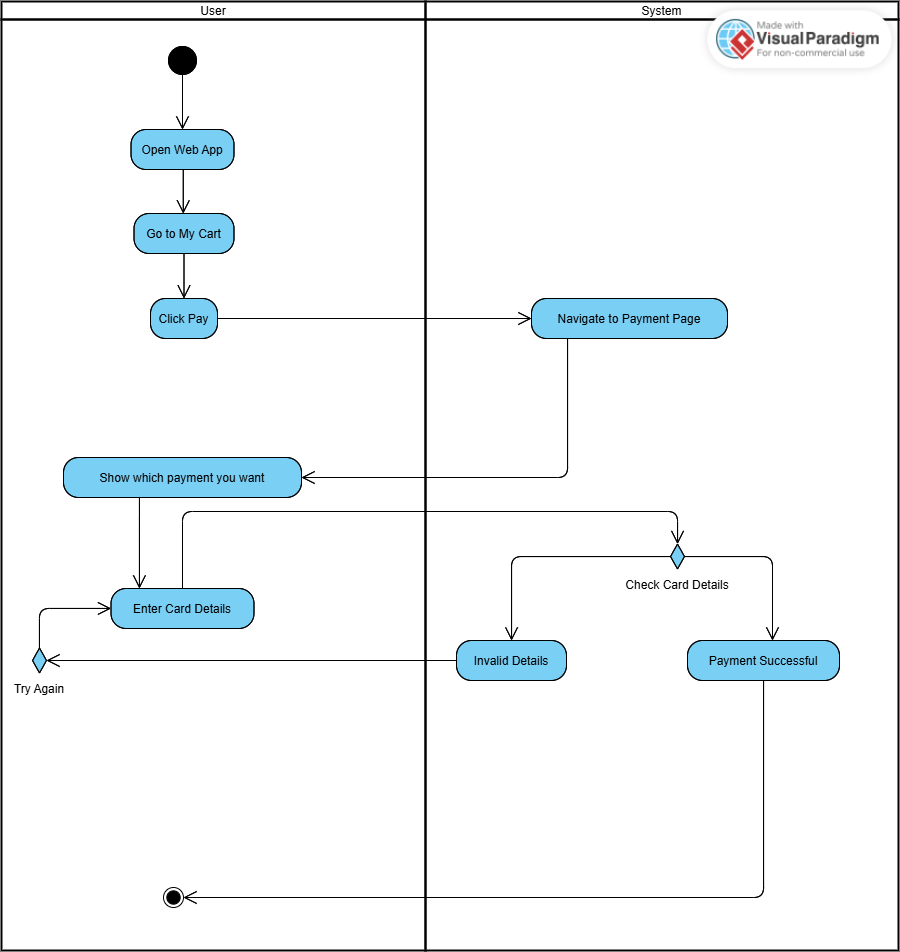 User
System
Made with
VisualParadigm
For non-commercial use
Open Web App
Go to My Cart
Click Pay
Navigate to Payment Page
Show which payment you want
Check Card Details
Enter Card Details
Invalid Details
Payment Successful
Try Again